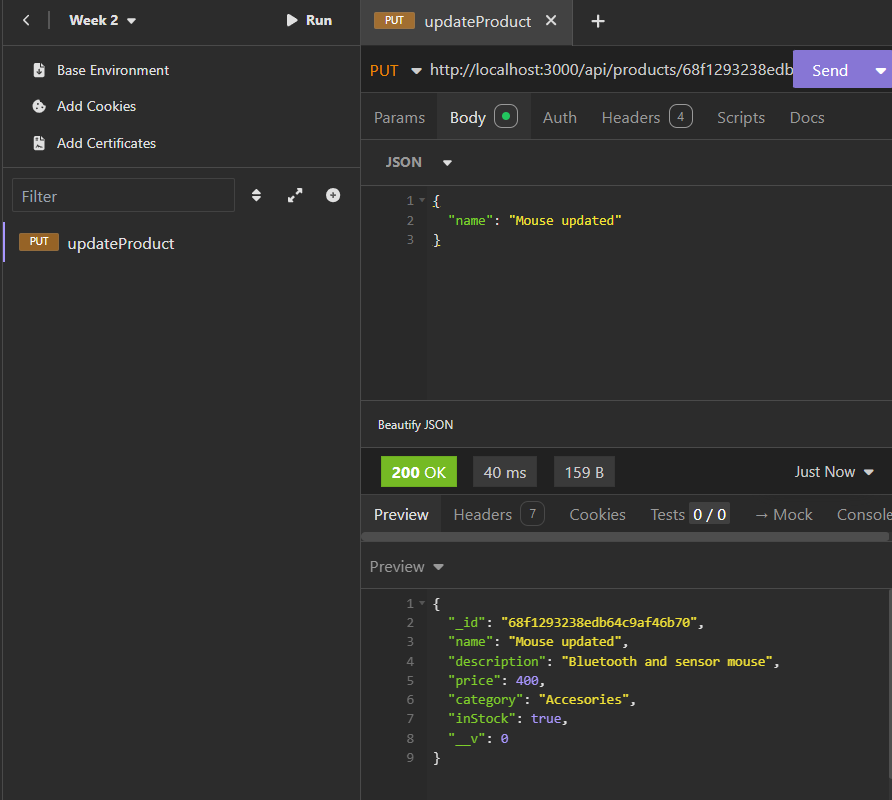 Week 2
Run
Base Environment
Add Cookies
Add Certificates
Filter
PUT updateProduct
PUT updateProduct
PUT http://localhost:3000/api/products/68f1293238edb
Send
Params Body Auth Headers 4 Scripts Docs
JSON
1 {
2 "name": "Mouse updated"
3 }
Beautify JSON
200 OK 40 ms 159 B Just Now
Preview Headers 7 Cookies Tests 0 / 0 → Mock Console
Preview
1 {
2 "_id": "68f1293238edb64c9af46b70",
3 "name": "Mouse updated",
4 "description": "Bluetooth and sensor mouse",
5 "price": 400,
6 "category": "Accesories",
7 "inStock": true,
8 "__v": 0
9 }